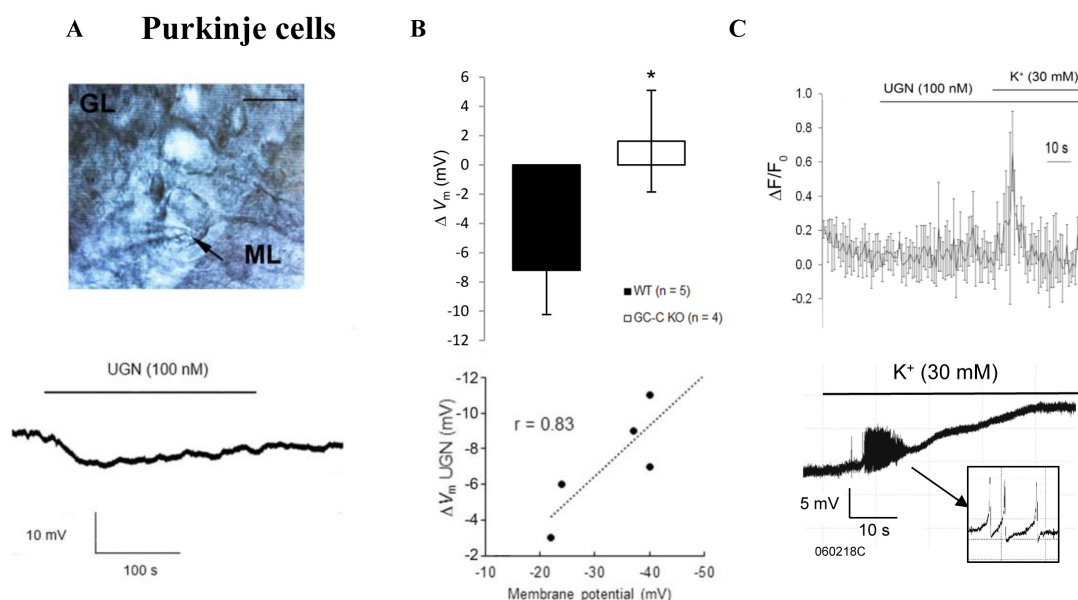 A Purkinje cells
GL
ML
UGN (100 nM)
10 mV
100 s
B
6
4
2
0
-2
-4
-6
-8
-10
-12
Δ Vm (mV)
*
WT (n = 5)
GC-C KO (n = 4)
-12
-10
-8
-6
-4
-2
ΔVm UGN (mV)
r = 0.83
-10 -20 -30 -40 -50
Membrane potential (mV)
C
K⁺ (30 mM)
UGN (100 nM)
10 s
1.0
0.8
0.6
0.4
0.2
0.0
-0.2
ΔF/F₀
K⁺ (30 mM)
5 mV
10 s
060218C